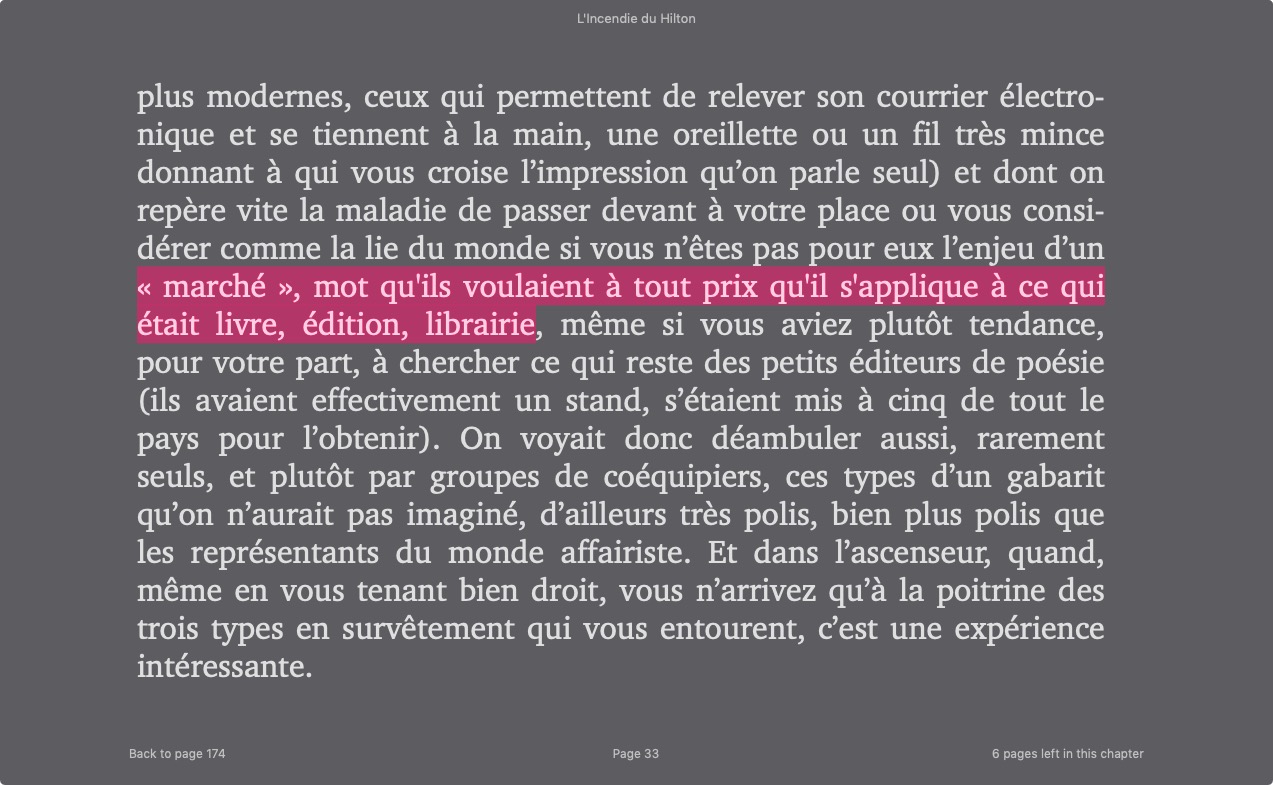 L'Incendie du Hilton
plus modernes, ceux qui permettent de relever son courrier électro-
nique et se tiennent à la main, une oreillette ou un fil très mince
donnant à qui vous croise l’impression qu’on parle seul) et dont on
repère vite la maladie de passer devant à votre place ou vous consi-
dérer comme la lie du monde si vous n’êtes pas pour eux l’enjeu d’un
« marché », mot qu'ils voulaient à tout prix qu'il s'applique à ce qui
était livre, édition, librairie, même si vous aviez plutôt tendance,
pour votre part, à chercher ce qui reste des petits éditeurs de poésie
(ils avaient effectivement un stand, s’étaient mis à cinq de tout le
pays pour l’obtenir). On voyait donc déambuler aussi, rarement
seuls, et plutôt par groupes de coéquipiers, ces types d’un gabarit
qu’on n’aurait pas imaginé, d’ailleurs très polis, bien plus polis que
les représentants du monde affairiste. Et dans l’ascenseur, quand,
même en vous tenant bien droit, vous n’arrivez qu’à la poitrine des
trois types en survêtement qui vous entourent, c’est une expérience
intéressante.
Back to page 174
Page 33
6 pages left in this chapter